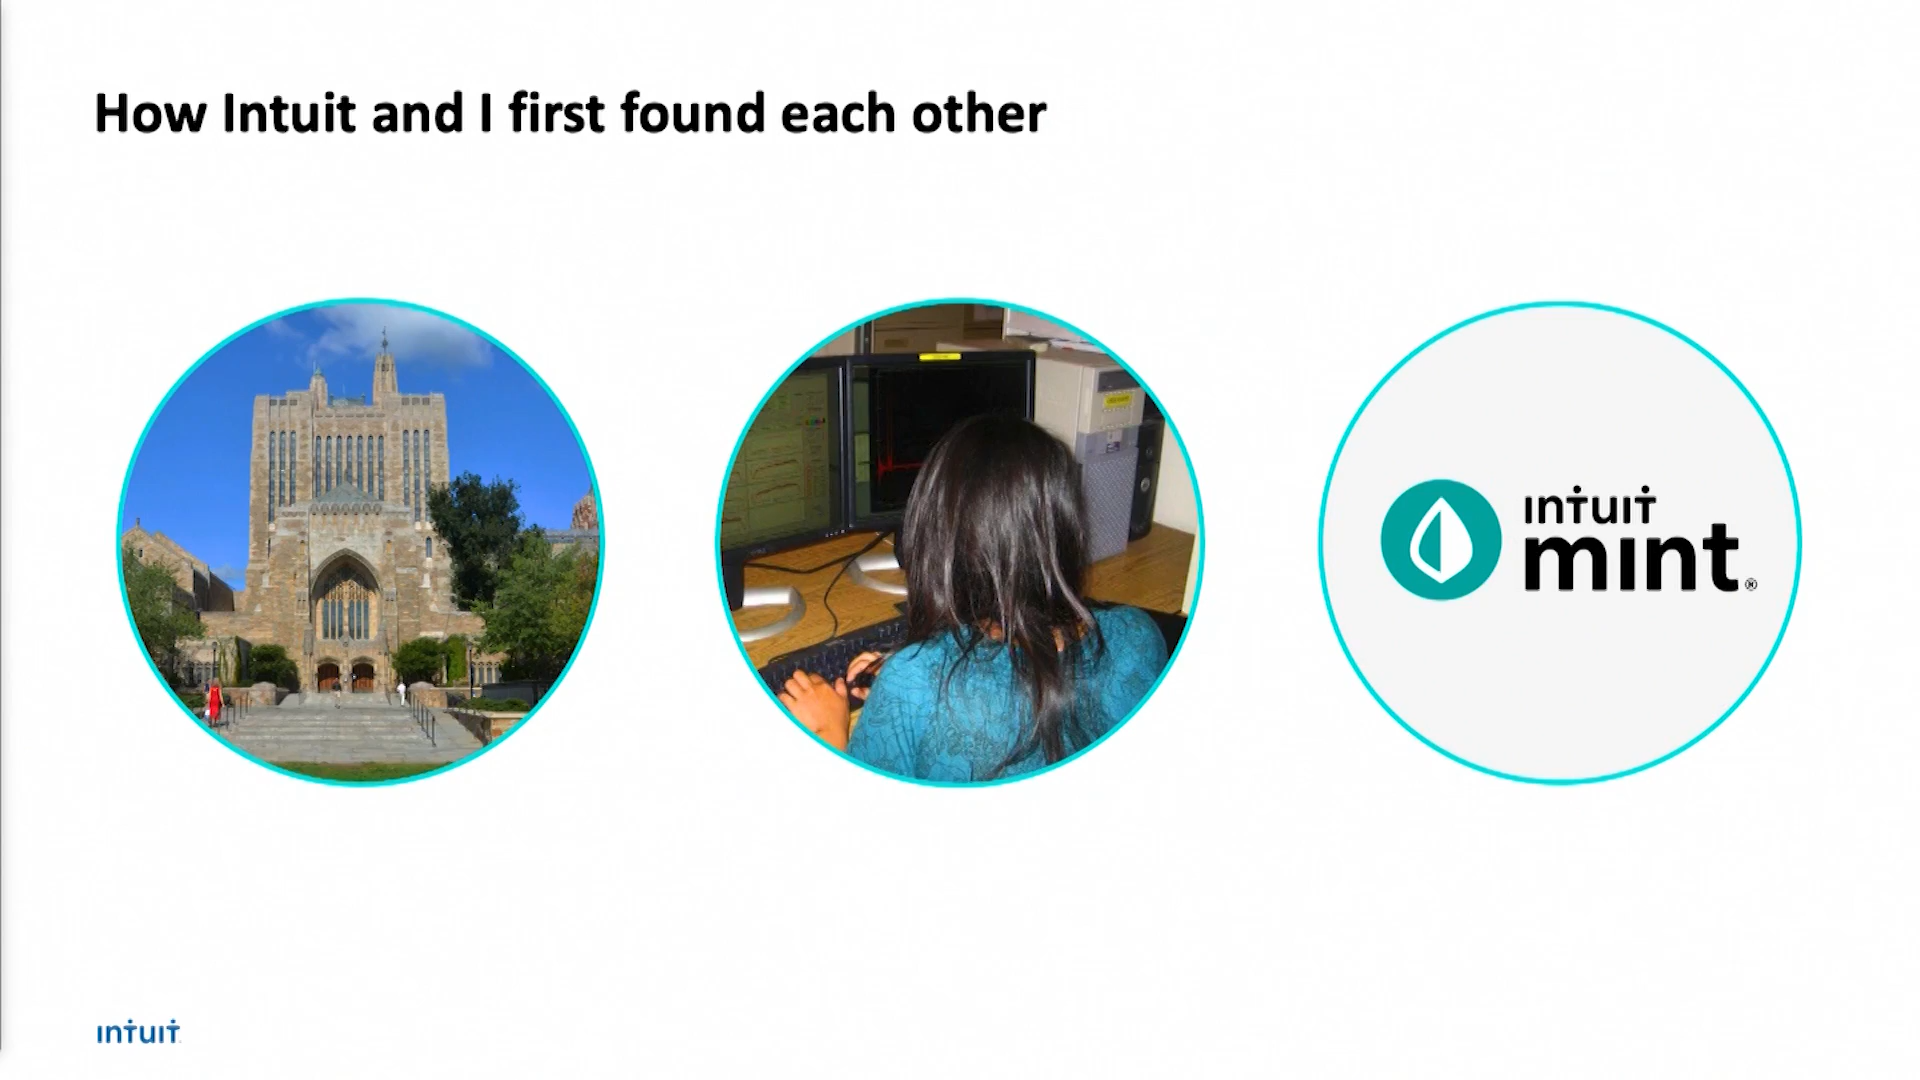 How Intuit and I first found each other
intuit
mint®
intuit